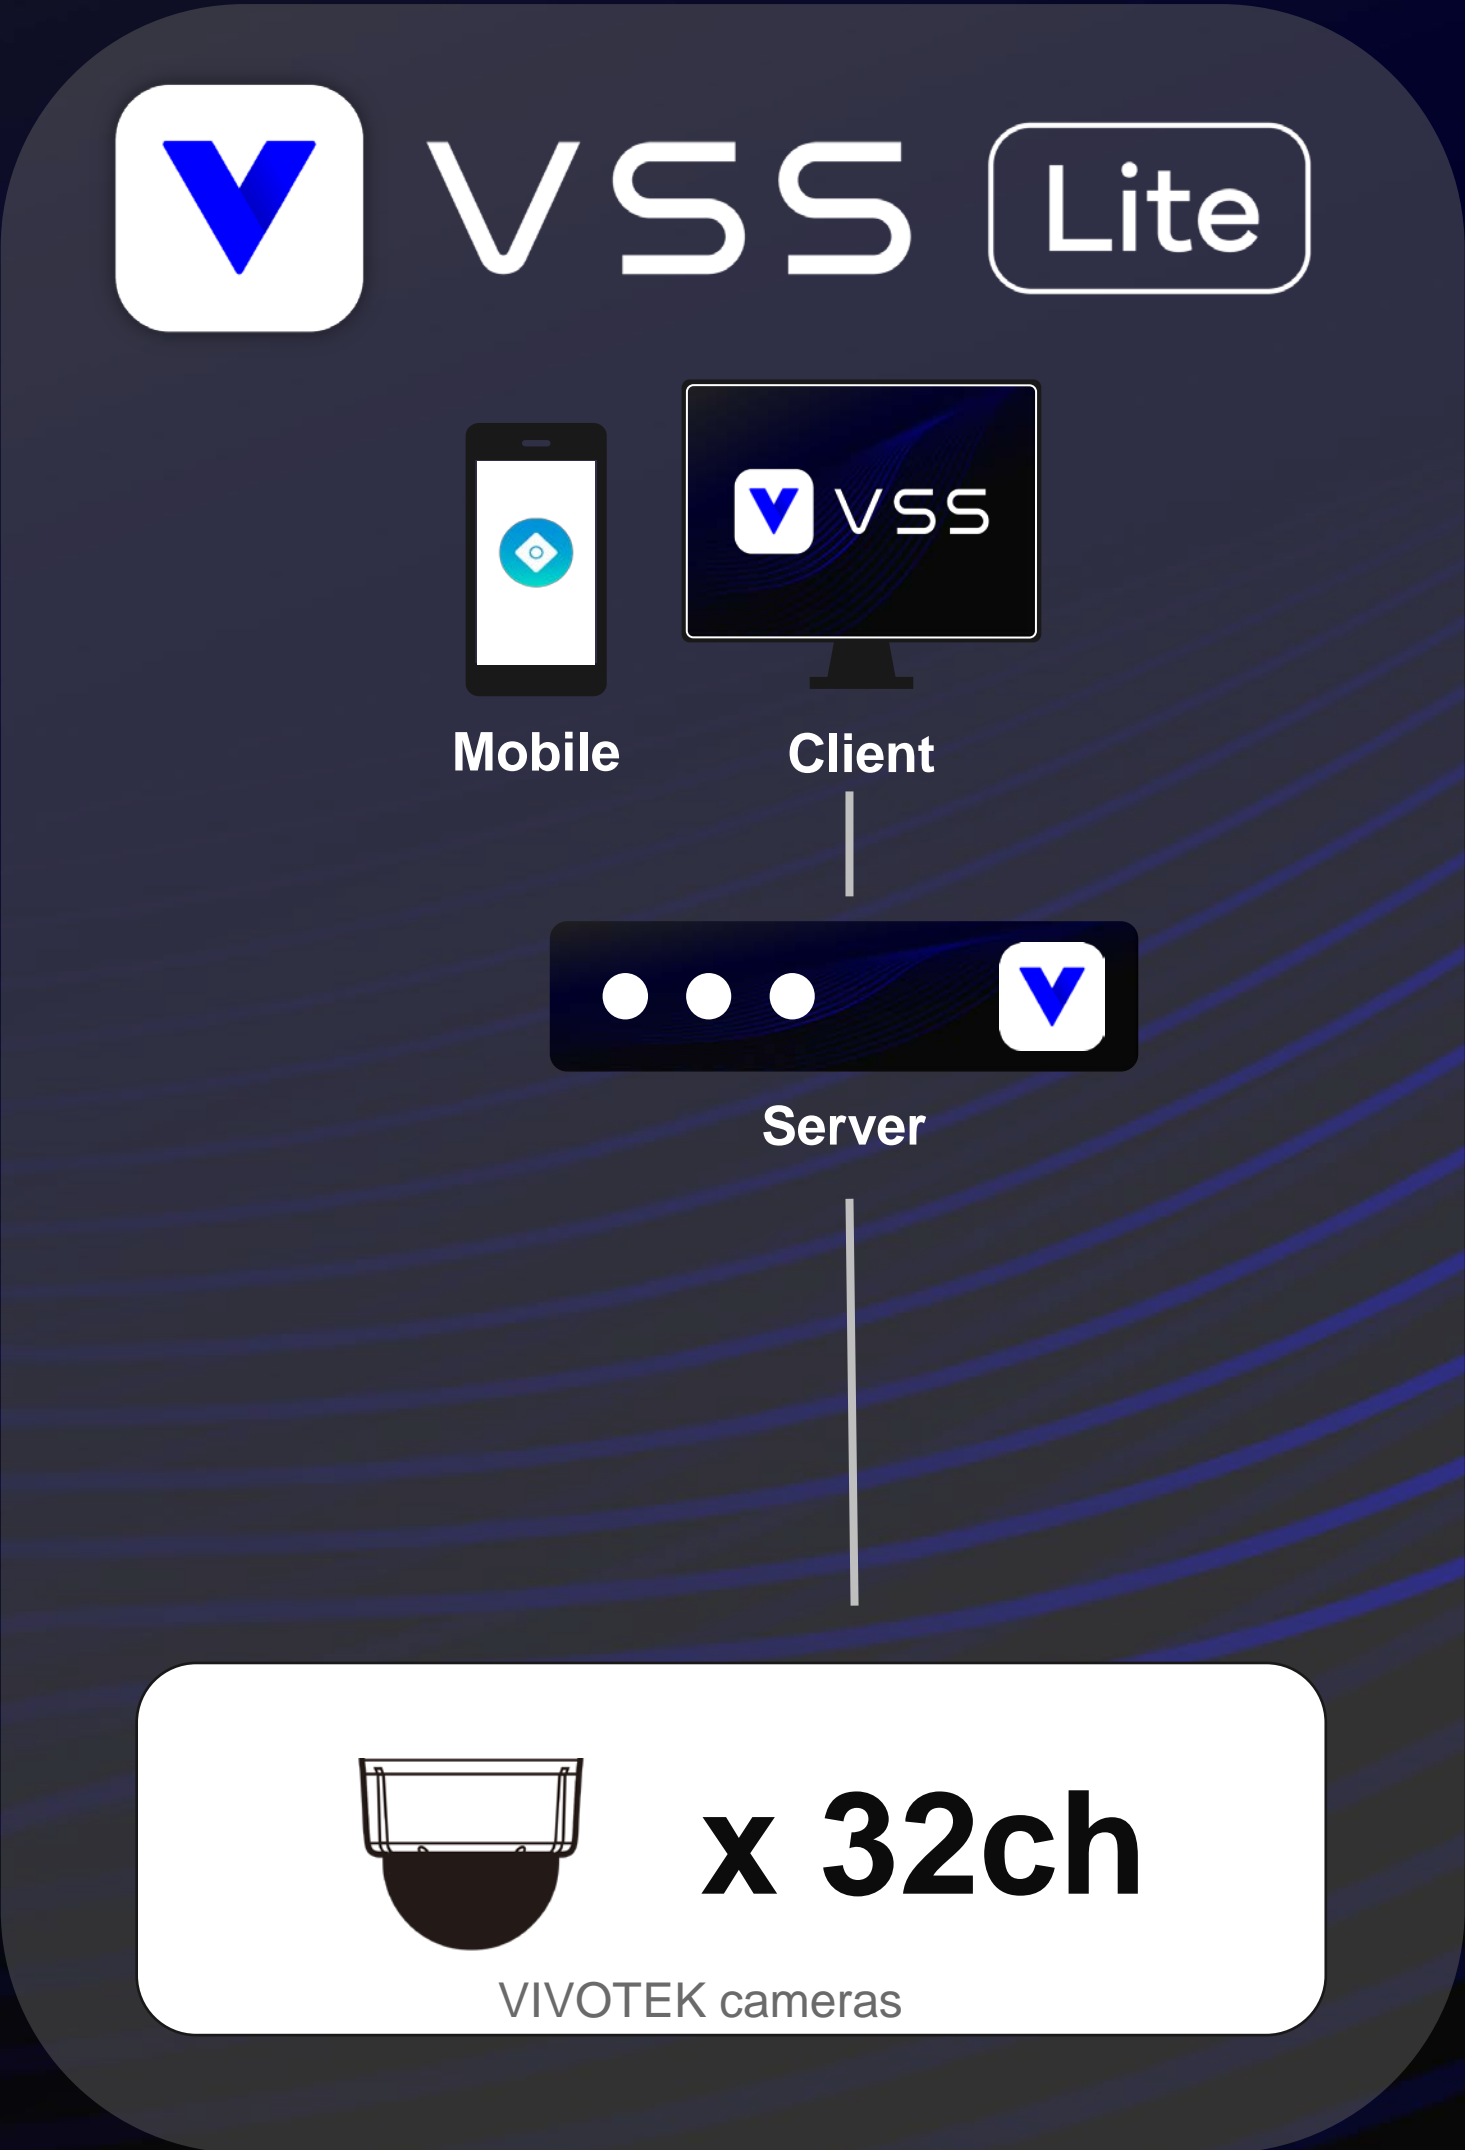 V VSS Lite
V VSS
Mobile
Client
V
Server
x 32ch
VIVOTEK cameras